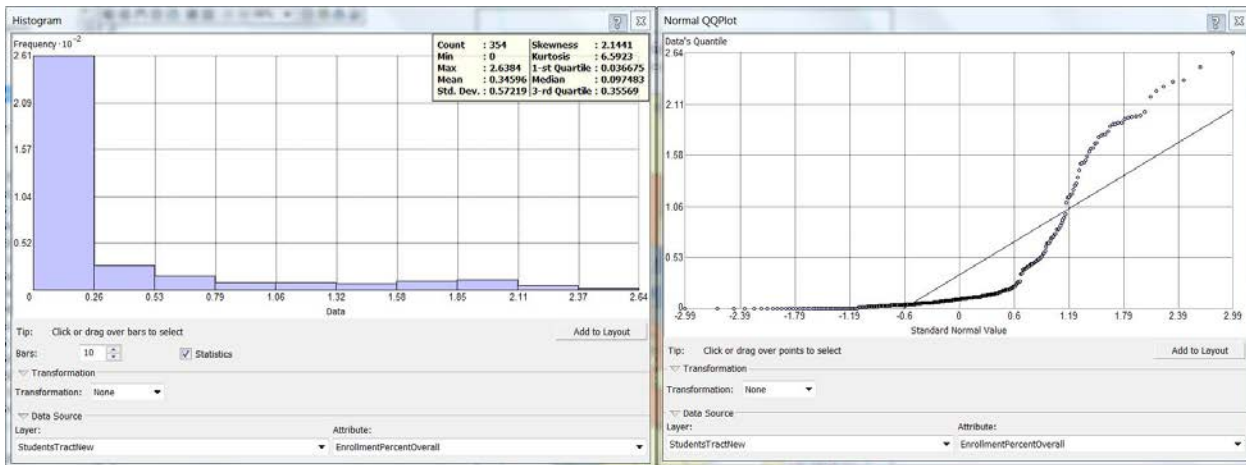 Histogram
Frequency · 10⁻²
2.61
2.09
1.57
1.04
0.52
0
0.26
0.53
0.79
1.06
1.32
1.58
1.85
2.11
2.37
2.64
Data
Count : 354 Skewness : 2.1441
Min : 0 Kurtosis : 6.5923
Max : 2.6384 1-st Quartile : 0.036675
Mean : 0.34596 Median : 0.097483
Std. Dev. : 0.57219 3-rd Quartile : 0.35569
Tip: Click or drag over bars to select
Add to Layout
Bars: 10 Statistics
Transformation
Transformation: None
Data Source
Layer: Attribute:
StudentsTractNew EnrollmentPercentOverall
Normal QQPlot
Data's Quantile
2.64
2.11
1.58
1.06
0.53
0
-2.99
-2.39
-1.79
-1.19
-0.6
0
0.6
1.19
1.79
2.39
2.99
Standard Normal Value
Tip: Click or drag over points to select
Add to Layout
Transformation
Transformation: None
Data Source
Layer: Attribute:
StudentsTractNew EnrollmentPercentOverall